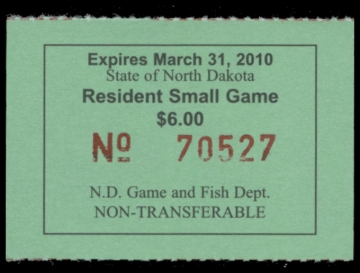 Expires March 31, 2010
State of North Dakota
Resident Small Game
$6.00
Nº 70527
N.D. Game and Fish Dept.
NON-TRANSFERABLE